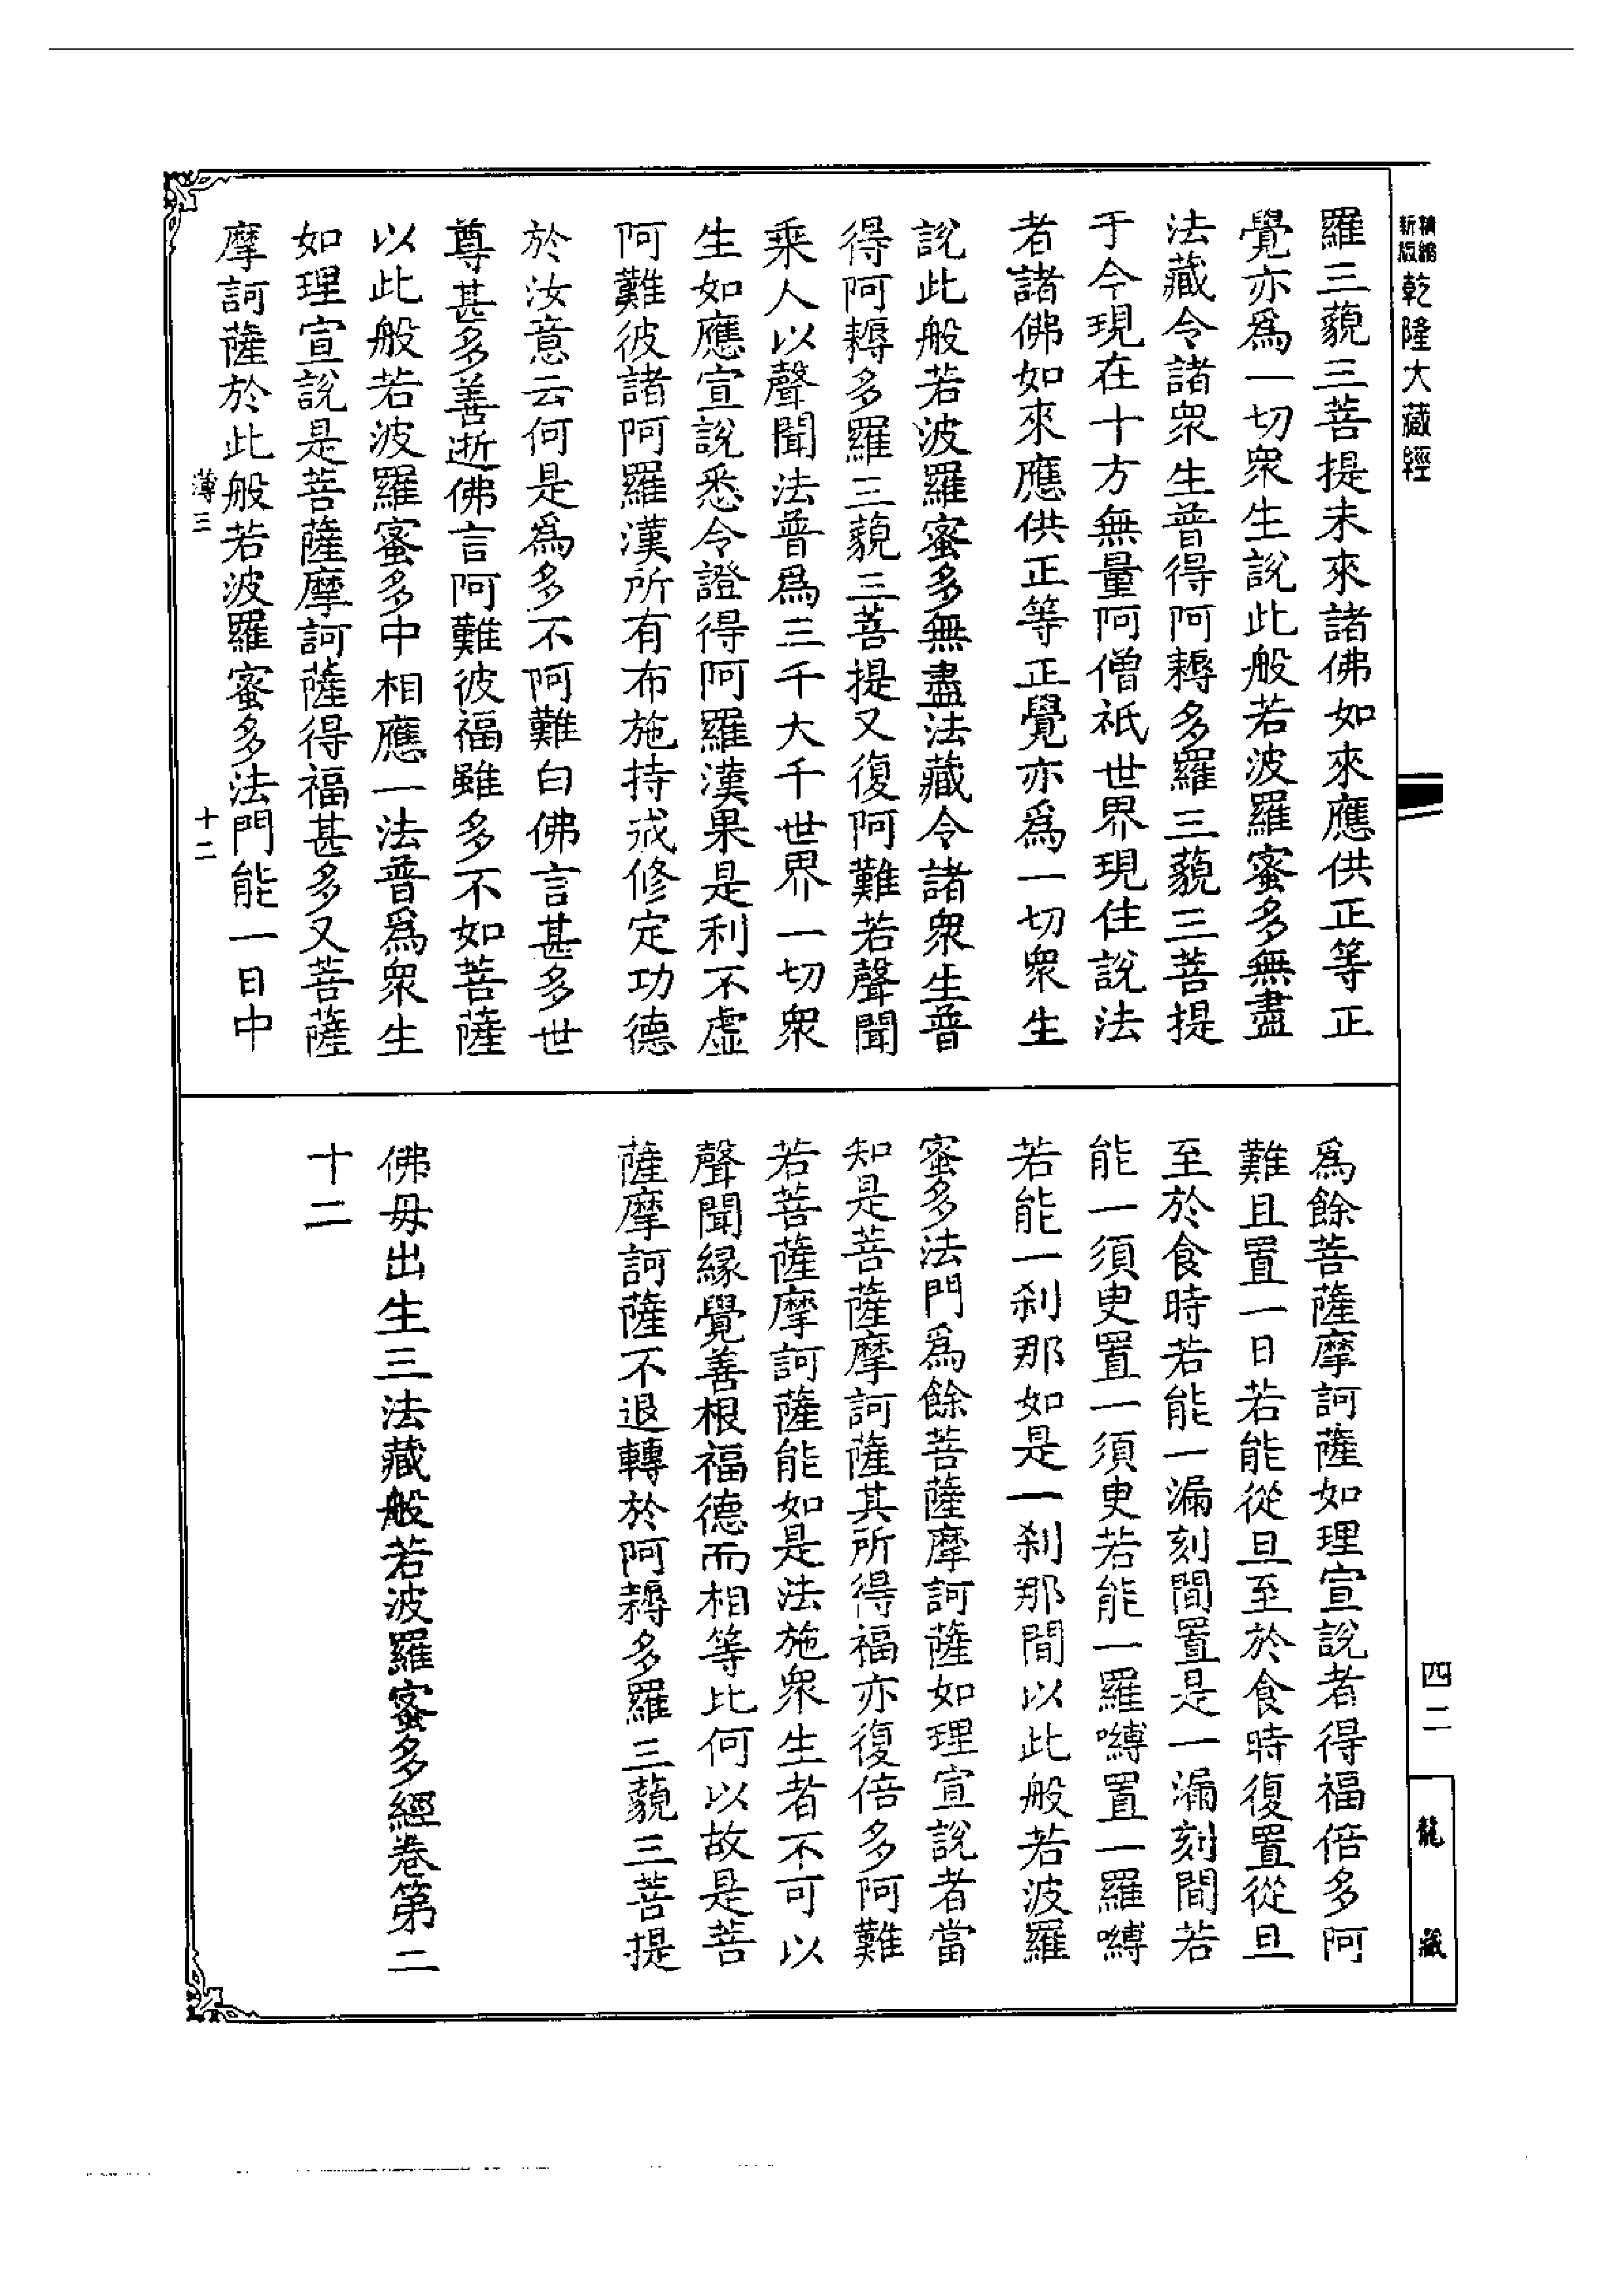 精縮新版乾隆大藏經
羅三藐三菩提未來諸佛如來應供正等正
覺亦爲一切衆生說此般若波羅蜜多無盡
法藏令諸衆生普得阿耨多羅三藐三菩提
于今現在十方無量阿僧祇世界現住說法
者諸佛如來應供正等正覺亦爲一切衆生
說此般若波羅蜜多無盡法藏令諸衆生普
得阿耨多羅三藐三菩提又復阿難若聲聞
乘人以聲聞法普爲三千大千世界一切衆
生如應宣說悉令證得阿羅漢果是利不虛
阿難彼諸阿羅漢所有布施持戒修定功德
於汝意云何是爲多不阿難白佛言甚多世
尊甚多善逝佛言阿難彼福雖多不如菩薩
以此般若波羅蜜多中相應一法普爲衆生
如理宣說是菩薩摩訶薩得福甚多又菩薩
摩訶薩於此般若波羅蜜多法門能一日中
薄三
十二
爲餘菩薩摩訶薩如理宣說者得福倍多阿
難且置一日若能從旦至於食時復置從旦
至於食時若能一漏刻間置是一漏刻間若
能一須臾置一須臾若能一羅嚩置一羅嚩
若能一刹那如是一刹那間以此般若波羅
蜜多法門爲餘菩薩摩訶薩如理宣說者當
知是菩薩摩訶薩其所得福亦復倍多阿難
若菩薩摩訶薩能如是法施衆生者不可以
聲聞緣覺善根福德而相等比何以故是菩
薩摩訶薩不退轉於阿耨多羅三藐三菩提
佛母出生三法藏般若波羅蜜多經卷第二
十二
四二
龍藏